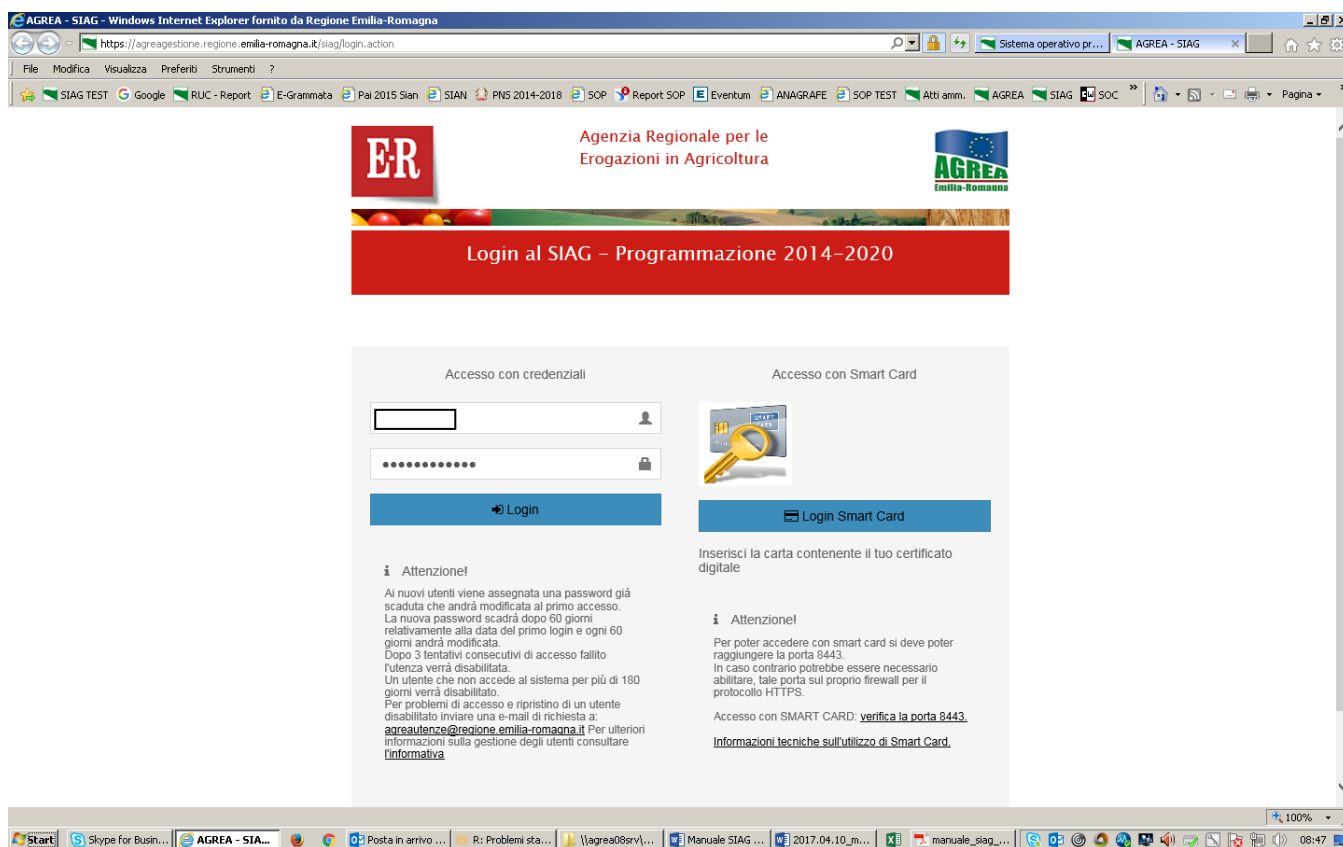 AGREA - SIAG - Windows Internet Explorer fornito da Regione Emilia-Romagna
https://agreagestione.regione.emilia-romagna.it/siag/login.action
Sistema operativo pr...
AGREA - SIAG
File Modifica Visualizza Preferiti Strumenti ?
SIAG TEST Google RUC - Report E-Grammata Pai 2015 Sian SIAN PNS 2014-2018 SOP Report SOP Eventum ANAGRAFE SOP TEST Atti amm. AGREA SIAG SOC » Pagina
E·R
Agenzia Regionale per le
Erogazioni in Agricoltura
AGREA
Emilia-Romagna
Login al SIAG – Programmazione 2014-2020
Accesso con credenziali
••••••••••••
Login
Attenzione!
Ai nuovi utenti viene assegnata una password già
scaduta che andrà modificata al primo accesso.
La nuova password scadrà dopo 60 giorni
relativamente alla data del primo login e ogni 60
giorni andrà modificata.
Dopo 3 tentativi consecutivi di accesso fallito
l'utenza verrà disabilitata.
Un utente che non accede al sistema per più di 180
giorni verrà disabilitato.
Per problemi di accesso e ripristino di un utente
disabilitato inviare una e-mail di richiesta a:
agreautenze@regione.emilia-romagna.it Per ulteriori
informazioni sulla gestione degli utenti consultare
l'informativa
Accesso con Smart Card
SMART
CARD
Login Smart Card
Inserisci la carta contenente il tuo certificato
digitale
Attenzione!
Per poter accedere con smart card si deve poter
raggiungere la porta 8443.
In caso contrario potrebbe essere necessario
abilitare, tale porta sul proprio firewall per il
protocollo HTTPS.
Accesso con SMART CARD: verifica la porta 8443.
Informazioni tecniche sull'utilizzo di Smart Card.
100%
Start Skype for Busin... AGREA - SIA... Posta in arrivo ... R: Problemi sta... \\agrea08srv\... Manuale SIAG ... 2017.04.10_m... manuale_siag_... 08:47